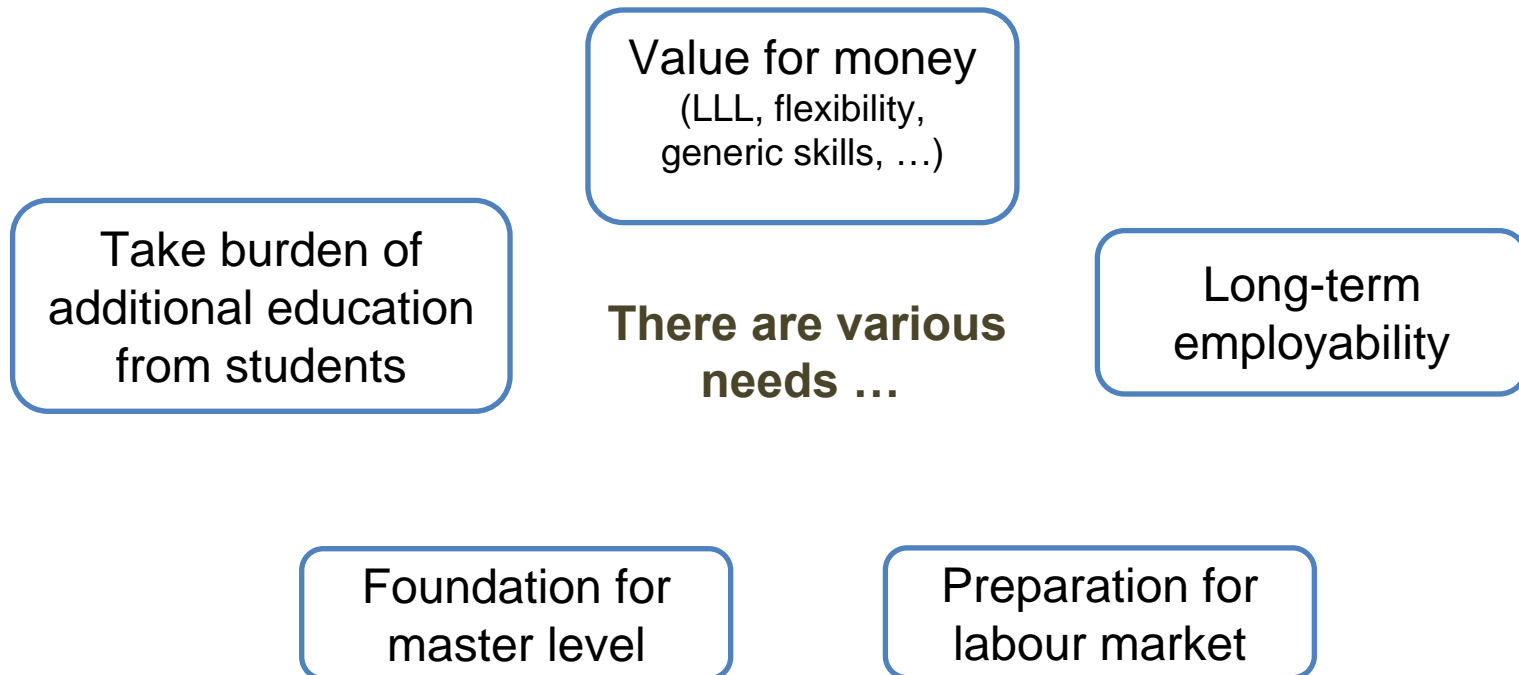 Value for money
(LLL, flexibility,
generic skills, …)
Take burden of
additional education
from students
There are various
needs …
Long-term
employability
Foundation for
master level
Preparation for
labour market